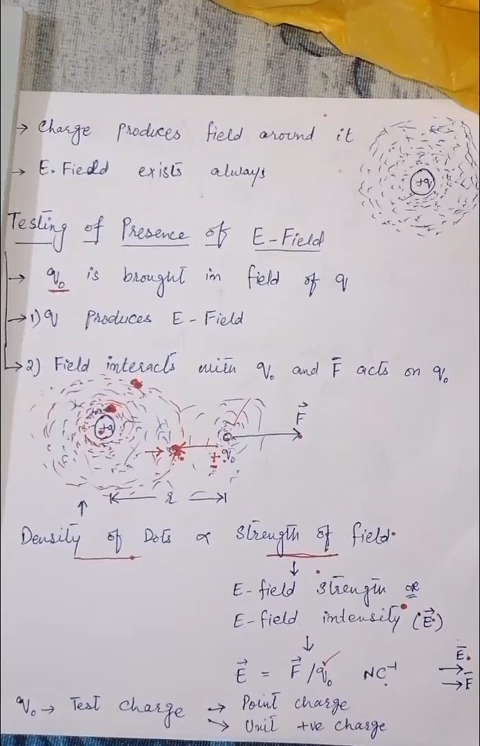 → Charge produces field around it
→ E. Field exists always
+q
Testing of Presence of E-Field
→ q₀ is brought in field of q
→ 1) q Produces E-Field
→ 2) Field interacts with q₀ and F⃗ acts on q₀
+q
+
q₀
F⃗
r
Density of Dots ∝ Strength of field.
↑
↓
E-field Strength or
E-field intensity (E⃗)
↓
E⃗ = F⃗/q₀ NC⁻¹
E⃗
→ F⃗
q₀ → Test charge → Point charge
→ Unit +ve charge